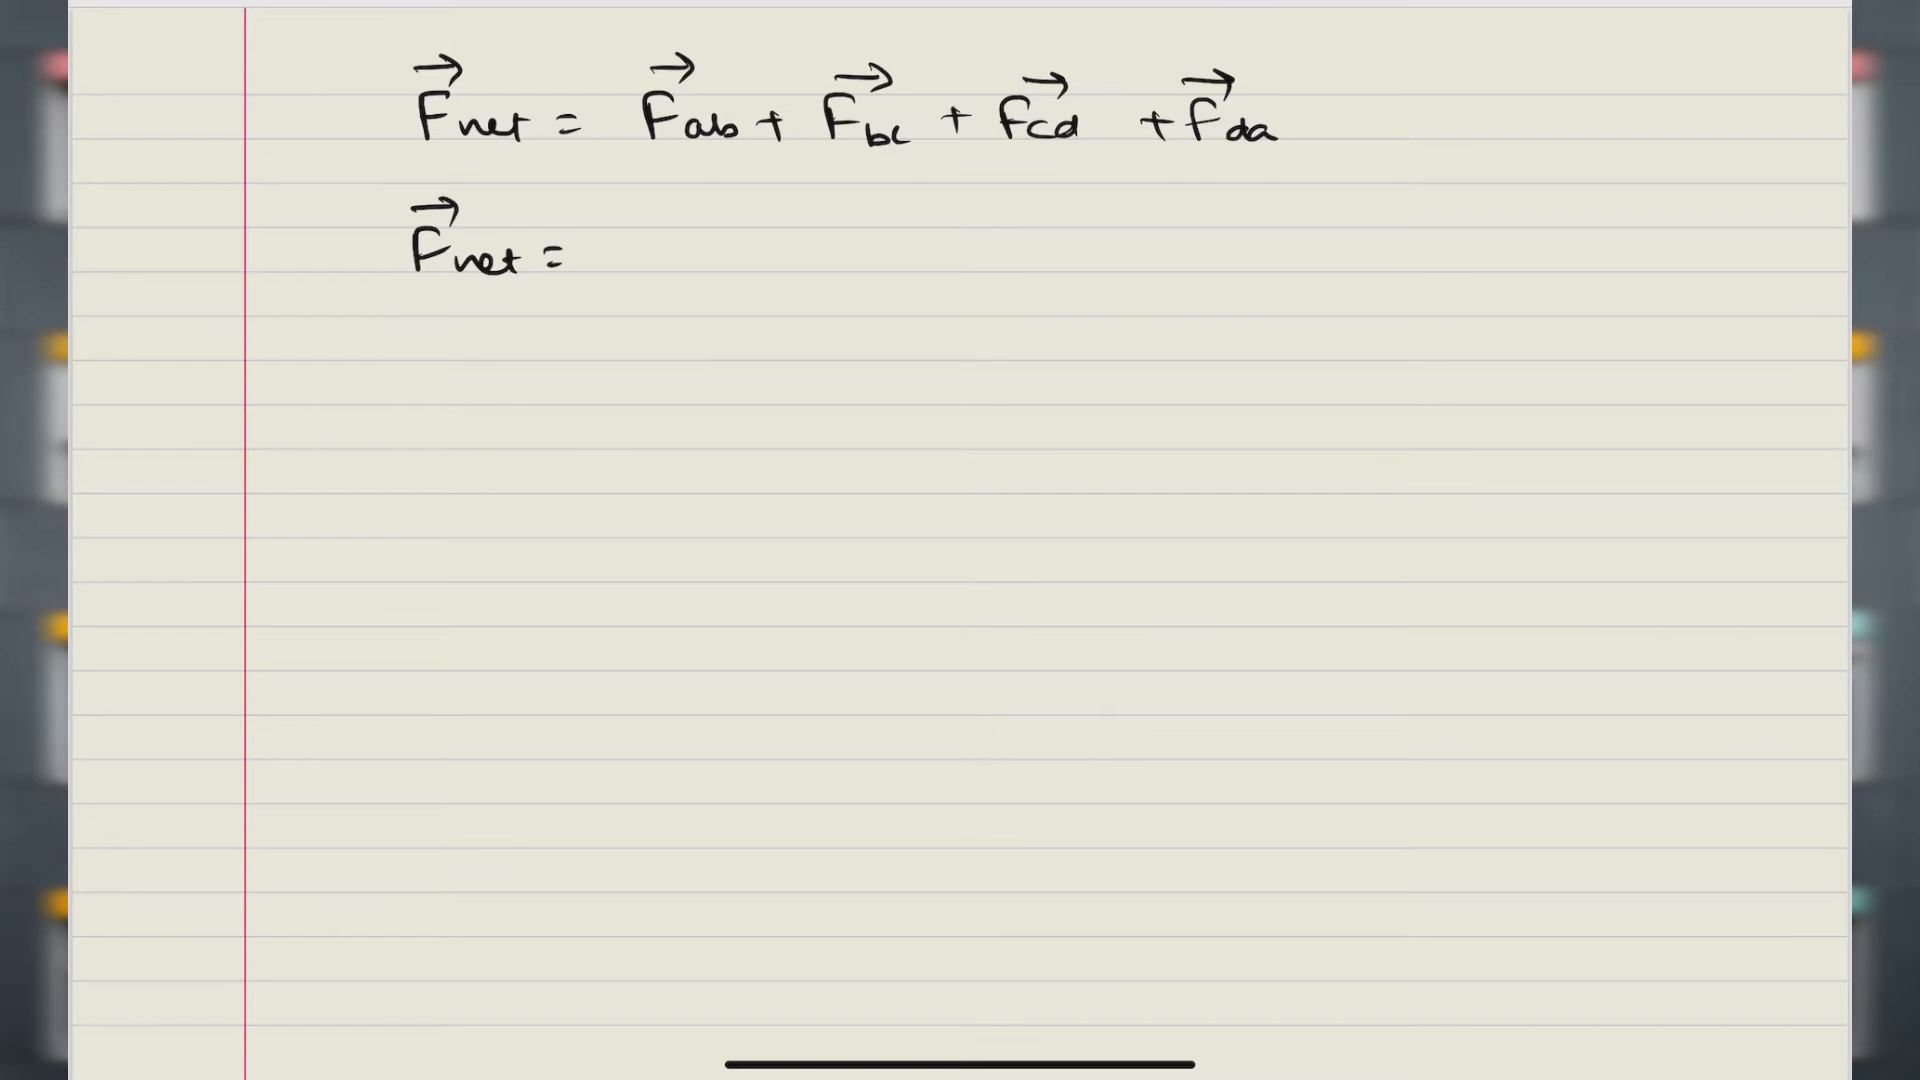 F⃗net = F⃗ab + F⃗bc + F⃗cd + F⃗da
F⃗net =